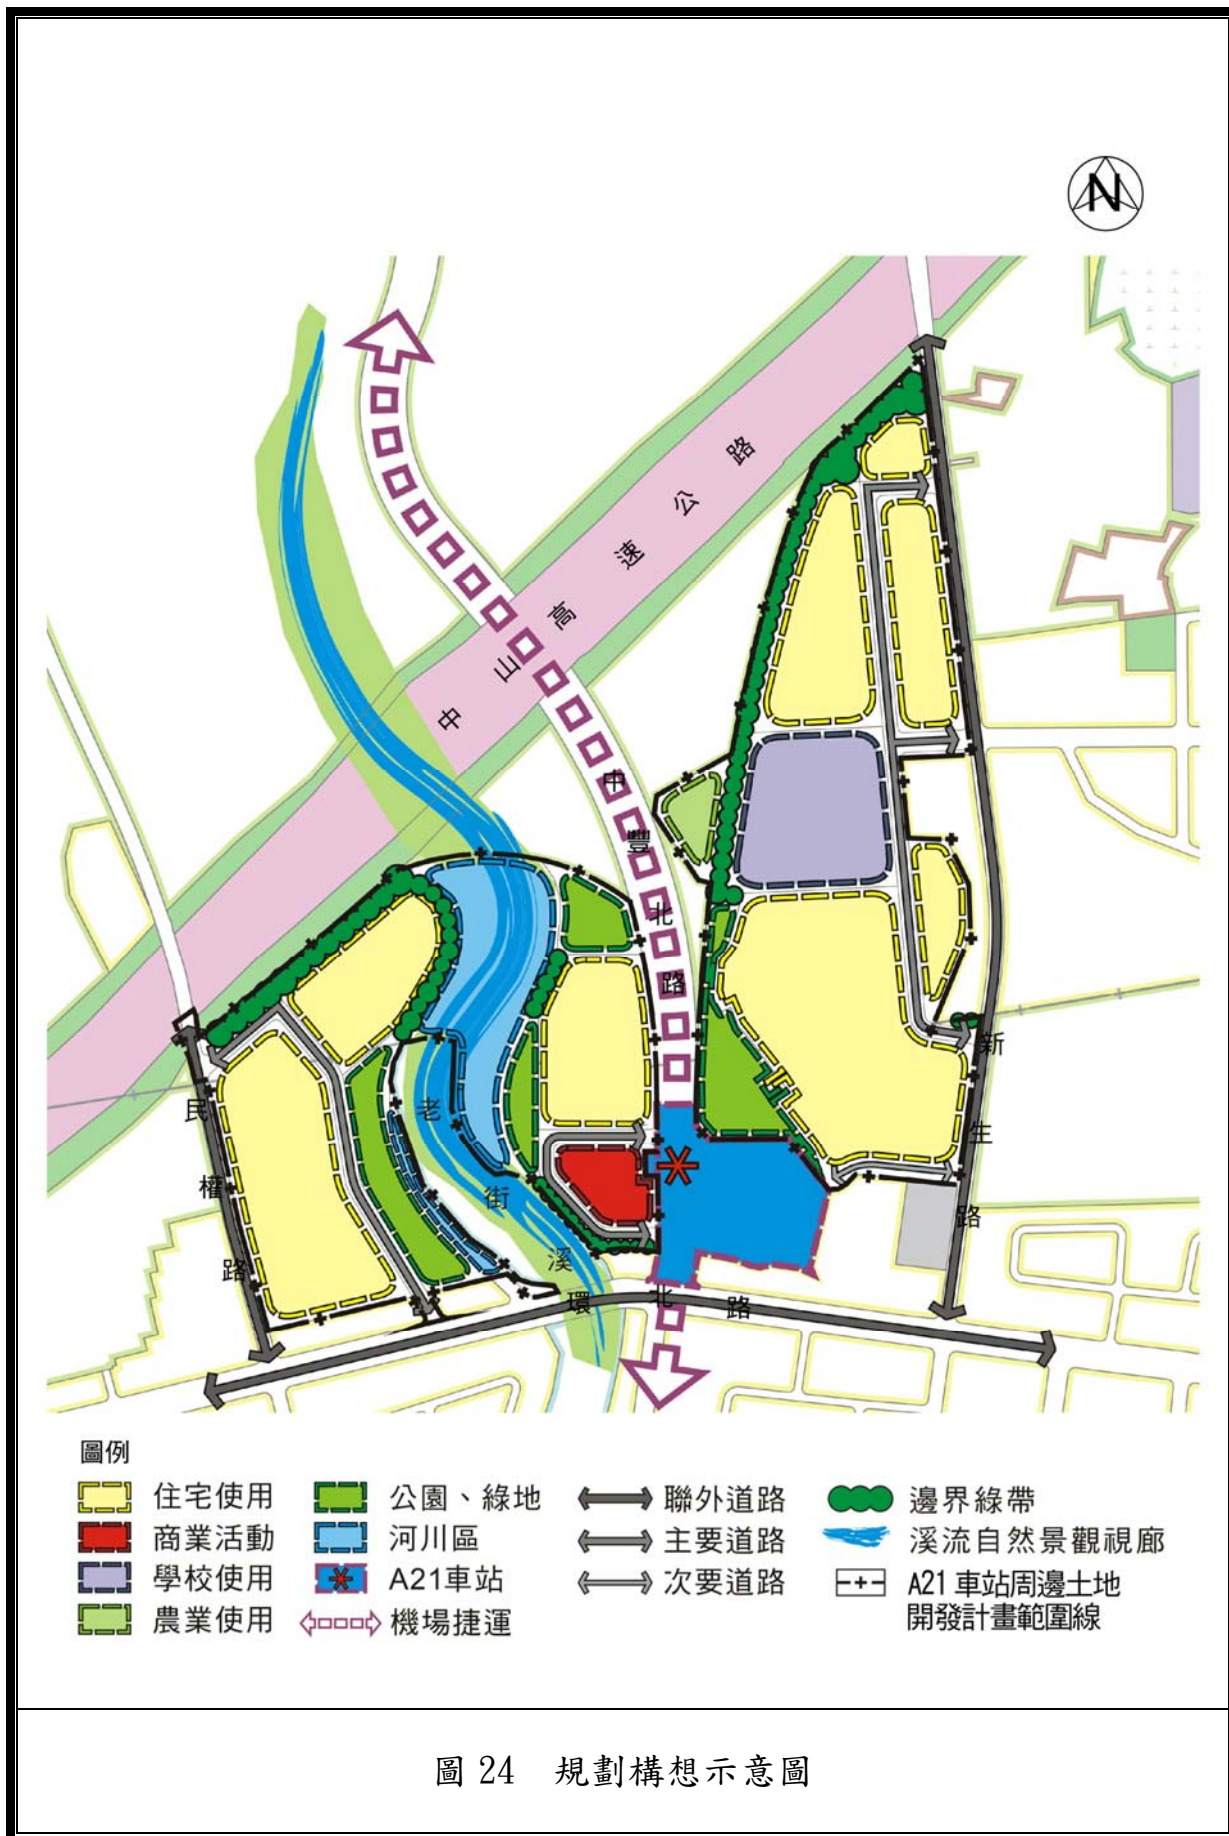 N
中山高速公路
中豐北路
民權路
老街溪
新生路
環北路
圖例
住宅使用
商業活動
學校使用
農業使用
公園、綠地
河川區
A21車站
機場捷運
聯外道路
主要道路
次要道路
邊界綠帶
溪流自然景觀視廊
A21 車站周邊土地
開發計畫範圍線
圖 24 規劃構想示意圖